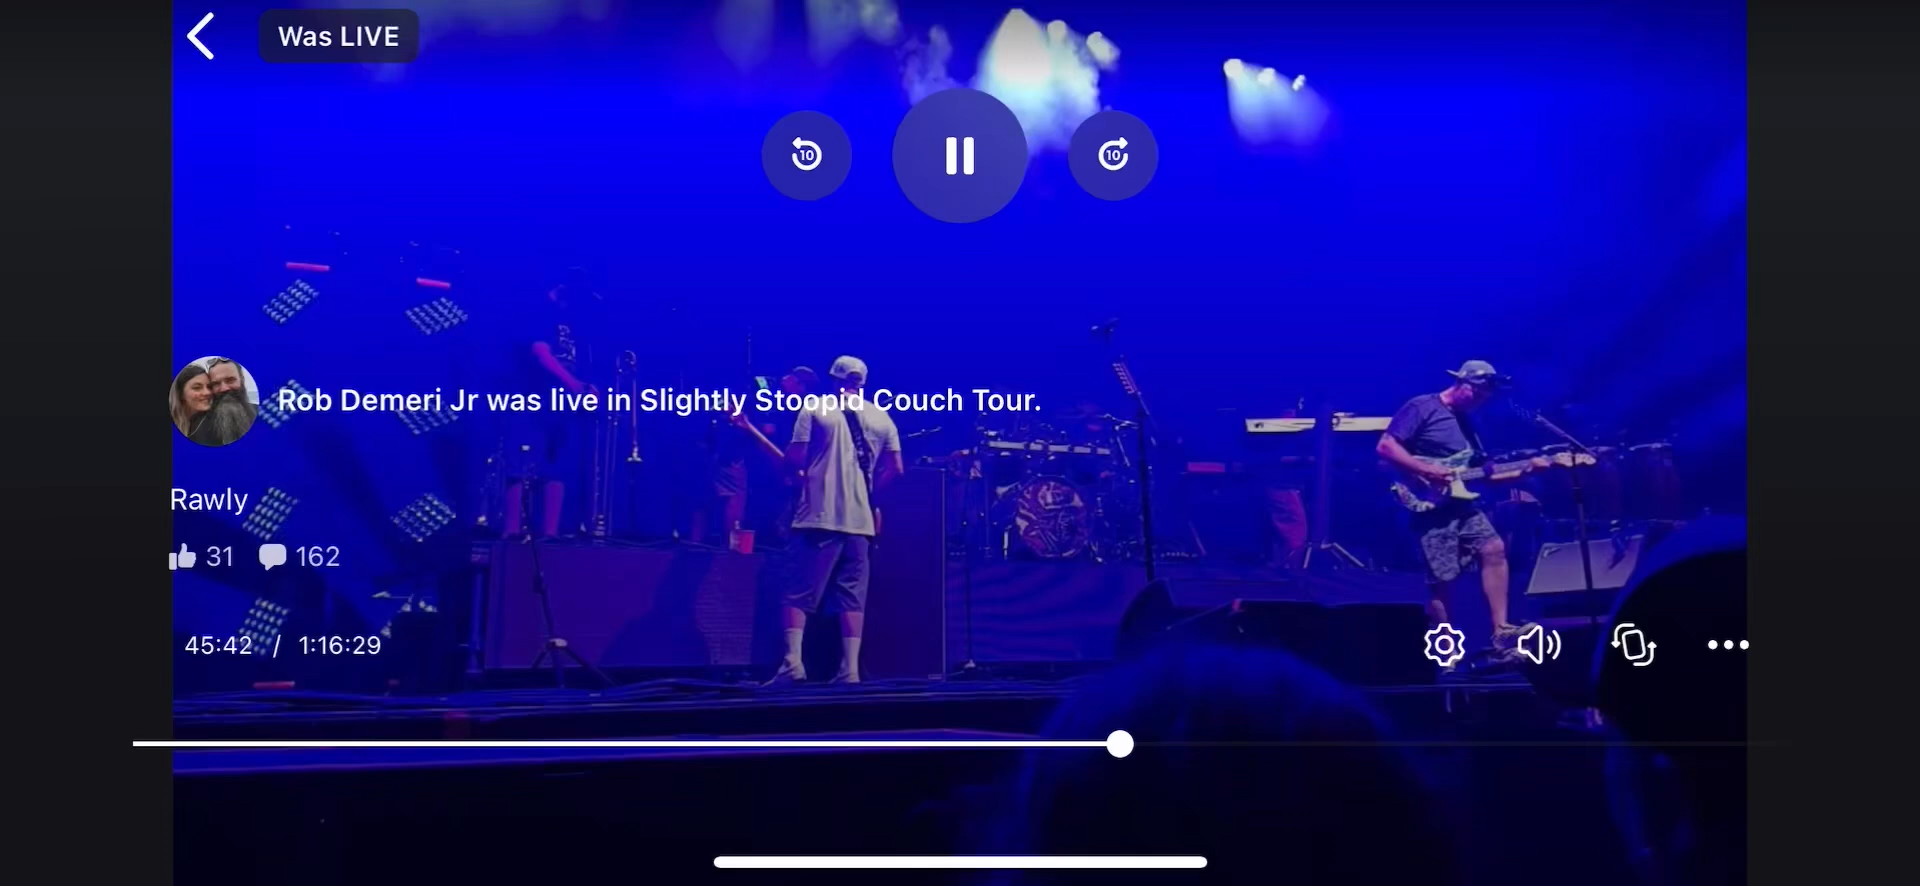 Was LIVE
10
10
Rob Demeri Jr was live in Slightly Stoopid Couch Tour.
Rawly
31 162
45:42 / 1:16:29